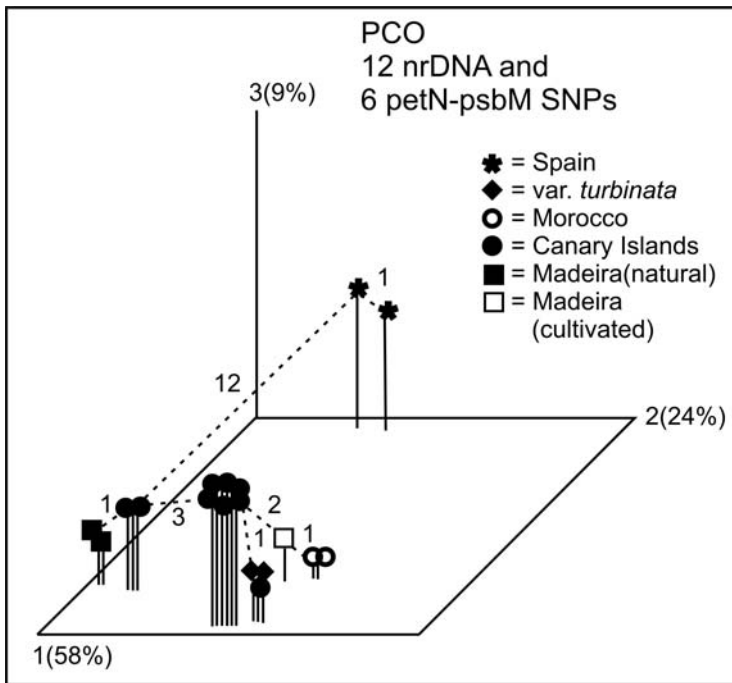 PCO
12 nrDNA and
6 petN-psbM SNPs
3(9%)
= Spain
= var. turbinata
= Morocco
= Canary Islands
= Madeira(natural)
= Madeira
(cultivated)
1
12
2(24%)
1
3
2
1
1
1(58%)